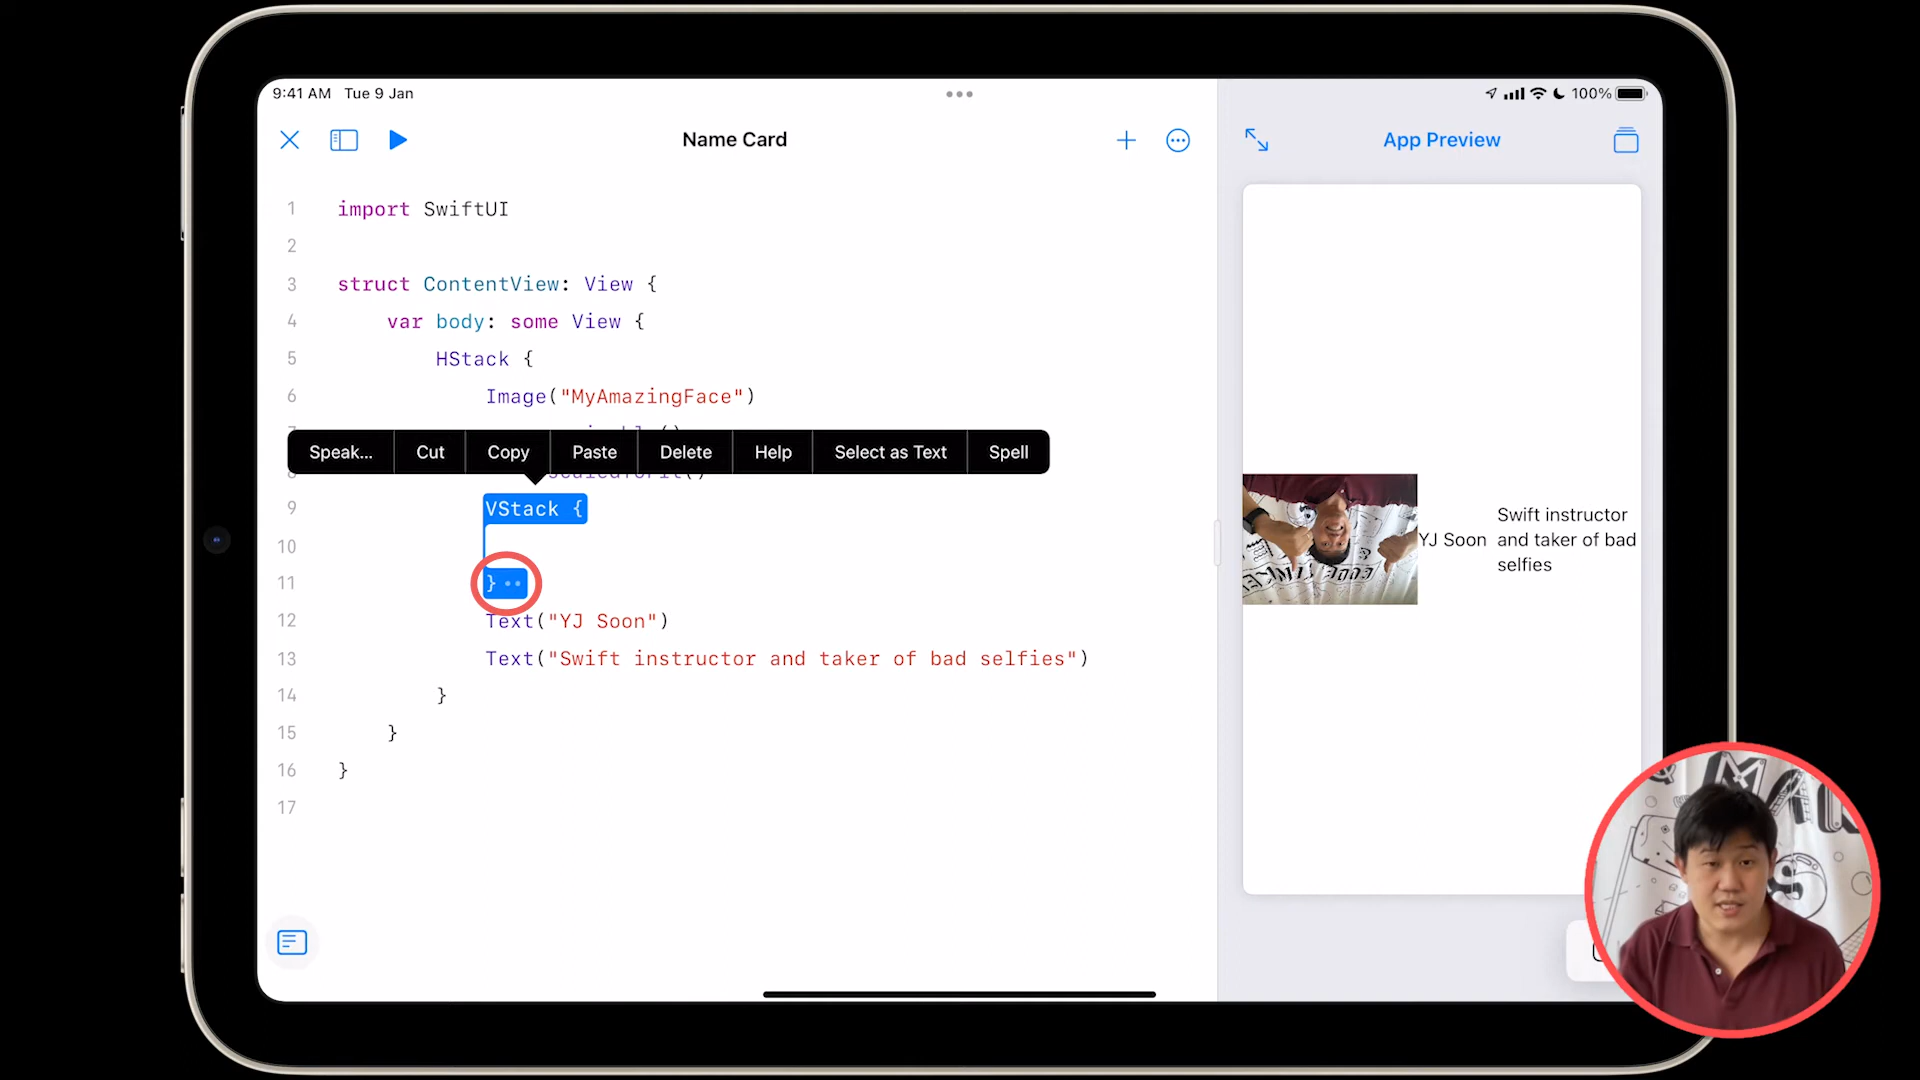 9:41 AM Tue 9 Jan
100%
Name Card
App Preview
1 import SwiftUI
2
3 struct ContentView: View {
4 var body: some View {
5 HStack {
6 Image("MyAmazingFace")
Speak... Cut Copy Paste Delete Help Select as Text Spell
9 VStack {
10
11 }
12 Text("YJ Soon")
13 Text("Swift instructor and taker of bad selfies")
14 }
15 }
16 }
17
YJ Soon
Swift instructor
and taker of bad
selfies